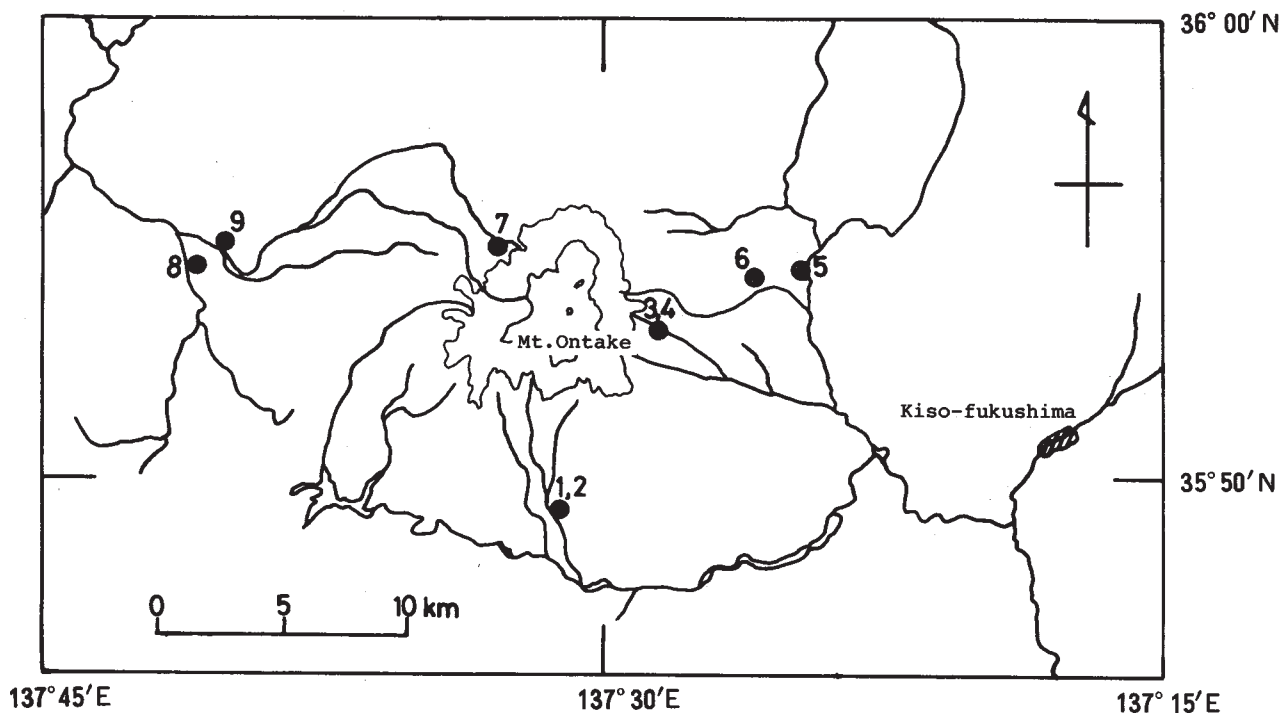 36° 00′ N
9
7
8
6
5
3,4
Mt.Ontake
Kiso-fukushima
1,2
35° 50′ N
0 5 10 km
137° 45′ E 137° 30′ E 137° 15′ E